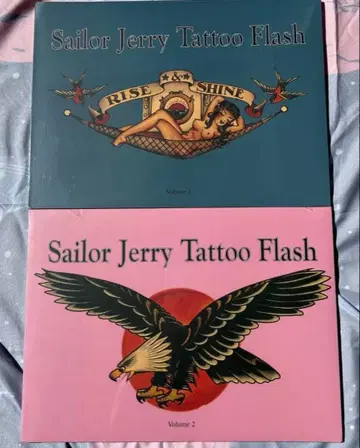 Sailor Jerry Tattoo Flash
RISE & SHINE
Volume 1
Sailor Jerry Tattoo Flash
Volume 2